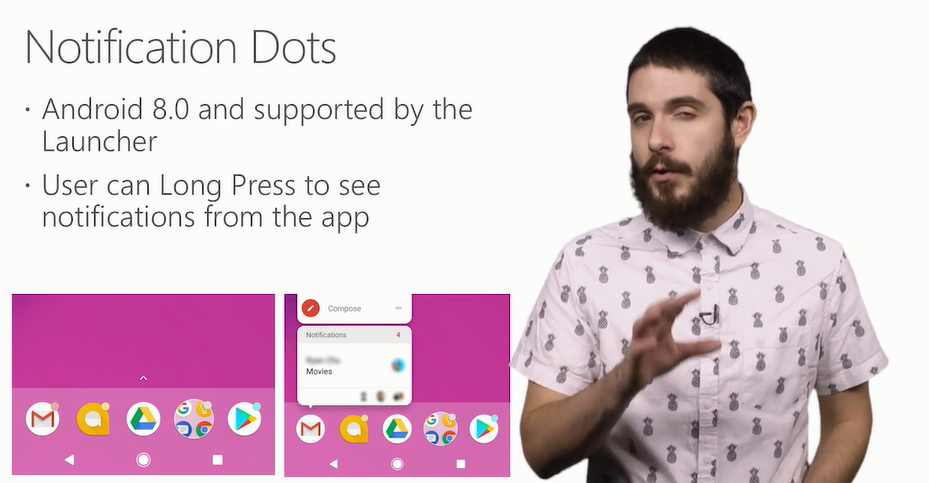 Notification Dots
• Android 8.0 and supported by the
Launcher
• User can Long Press to see
notifications from the app
Compose
Notifications 4
Movies